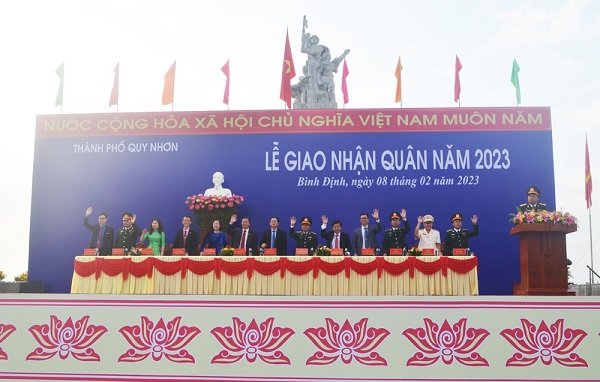 NƯỚC CỘNG HÒA XÃ HỘI CHỦ NGHĨA VIỆT NAM MUÔN NĂM
THÀNH PHỐ QUY NHƠN
LỄ GIAO NHẬN QUÂN NĂM 2023
Bình Định, ngày 08 tháng 02 năm 2023